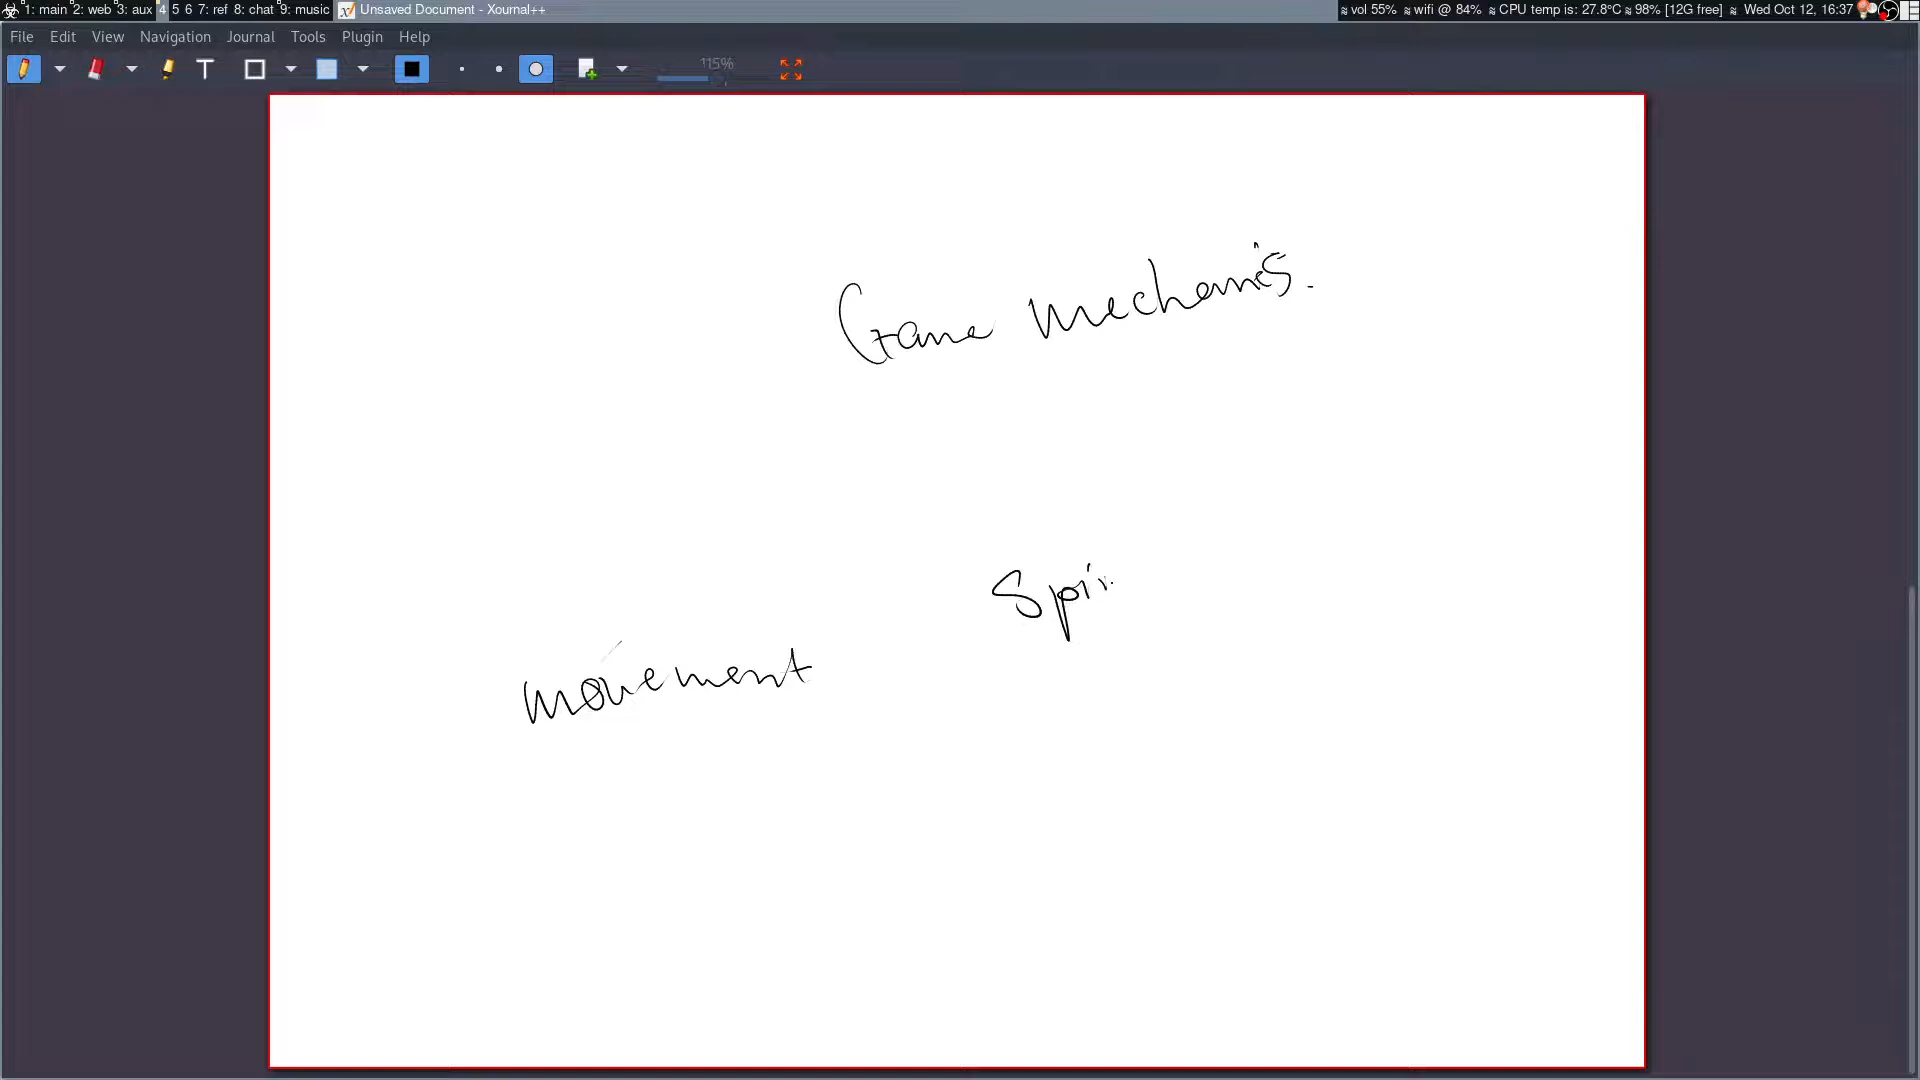 1: main 2: web 3: aux 4 5 6 7: ref 8: chat 9: music Unsaved Document - Xournal++ vol 55% wifi @ 84% CPU temp is: 27.8°C 98% [12G free] Wed Oct 12, 16:37
File Edit View Navigation Journal Tools Plugin Help
T 115%
Game Mechanics.
Spi
movement